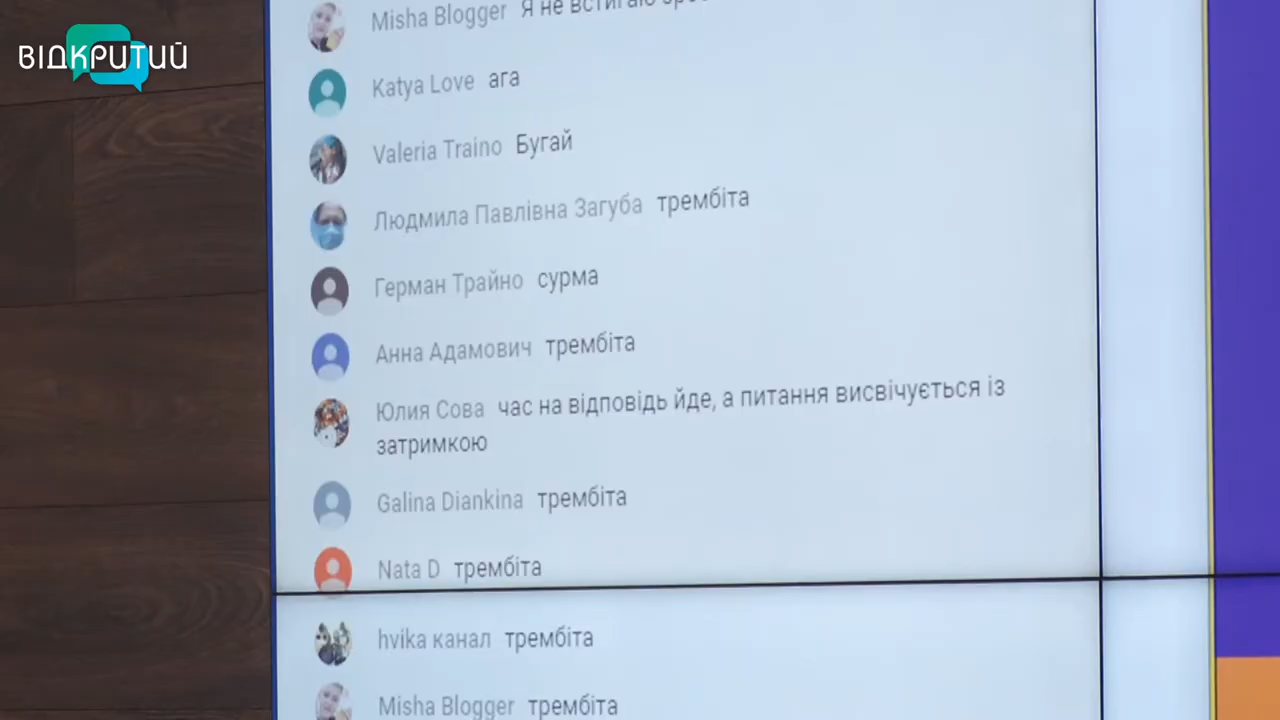 ВІДКРИТИЙ
Misha Blogger Я не встигаю
Katya Love ага
Valeria Traino Бугай
Людмила Павлівна Загуба трембіта
Герман Трайно сурма
Анна Адамович трембіта
Юлия Сова час на відповідь йде, а питання висвічується із
затримкою
Galina Diankina трембіта
Nata D трембіта
hvika канал трембіта
Misha Blogger трембіта